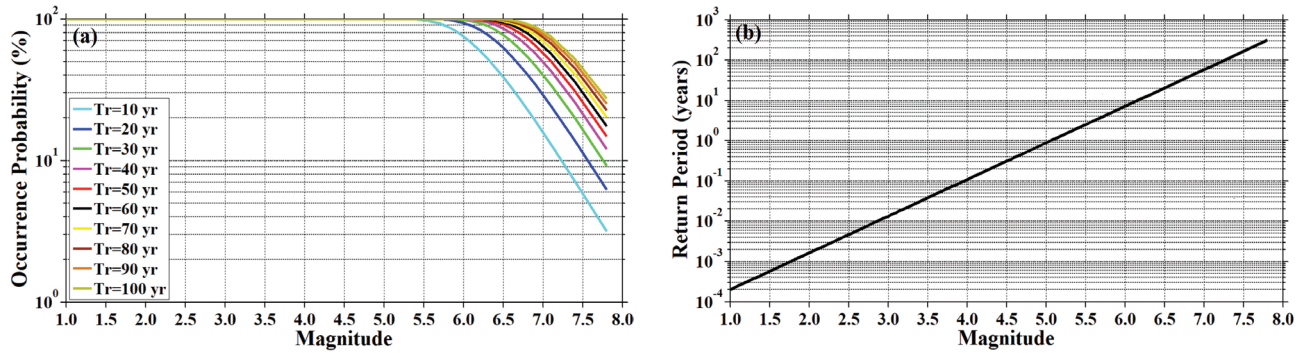 (a)
Occurrence Probability (%)
10^2
10^1
10^0
Tr=10 yr
Tr=20 yr
Tr=30 yr
Tr=40 yr
Tr=50 yr
Tr=60 yr
Tr=70 yr
Tr=80 yr
Tr=90 yr
Tr=100 yr
1.0 1.5 2.0 2.5 3.0 3.5 4.0 4.5 5.0 5.5 6.0 6.5 7.0 7.5 8.0
Magnitude
(b)
Return Period (years)
10^3
10^2
10^1
10^0
10^-1
10^-2
10^-3
10^-4
1.0 1.5 2.0 2.5 3.0 3.5 4.0 4.5 5.0 5.5 6.0 6.5 7.0 7.5 8.0
Magnitude